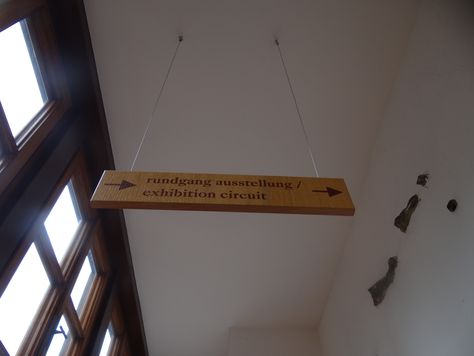 rundgang ausstellung /
exhibition circuit